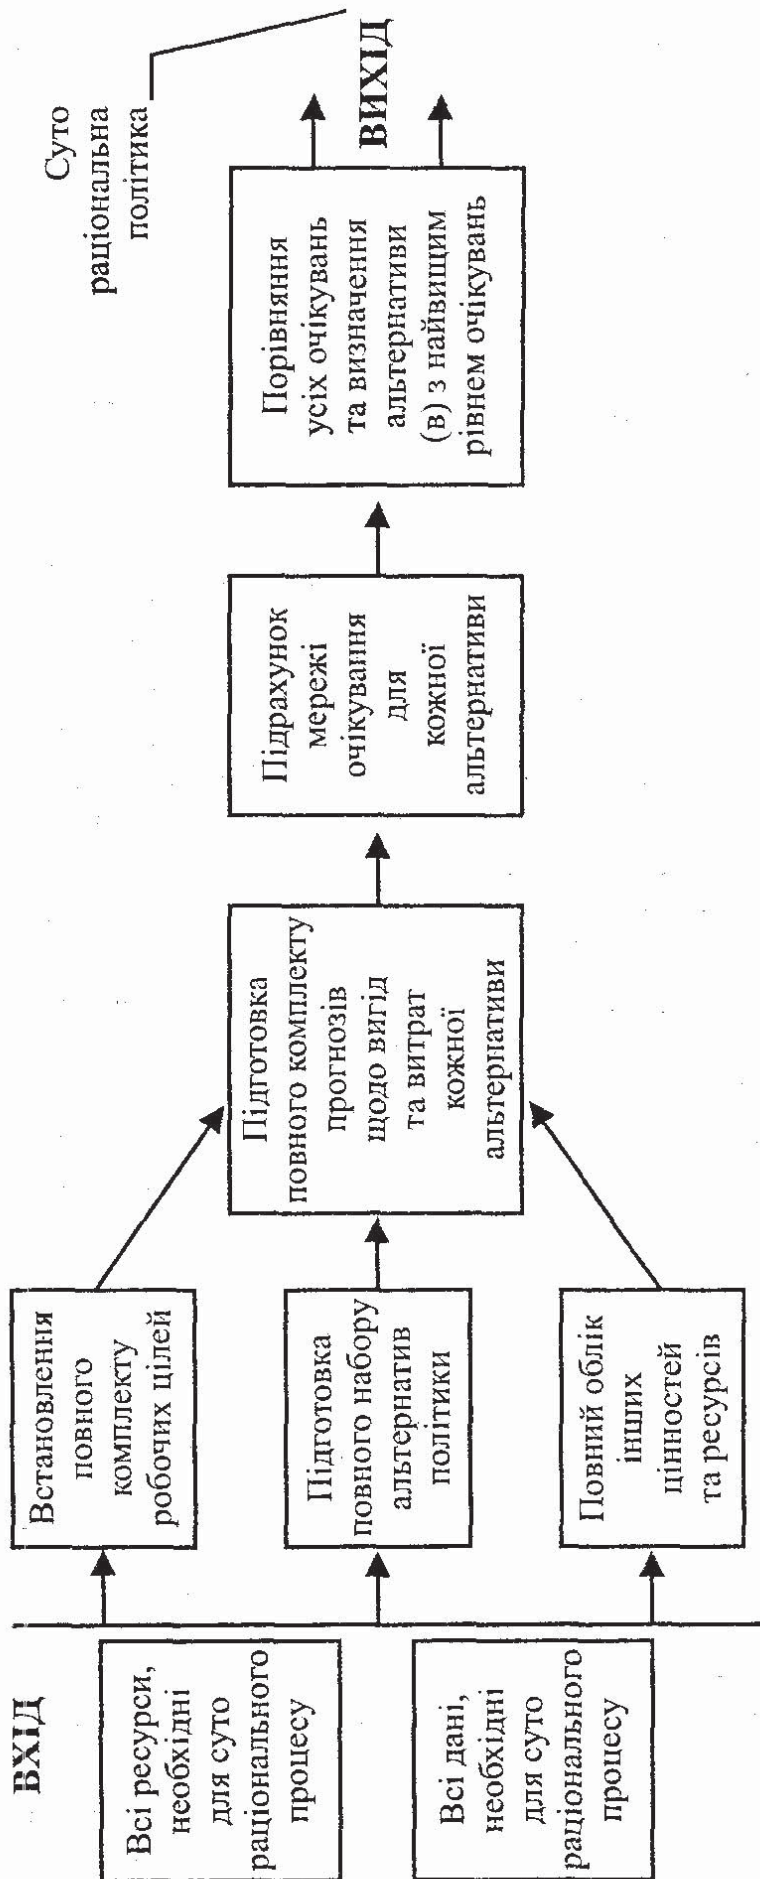 ВХІД
Всі ресурси,
необхідні
для суто
раціонального
процесу
Всі дані,
необхідні
для суто
раціонального
процесу
Встановлення
повного
комплекту
робочих цілей
Підготовка
повного набору
альтернатив
політики
Повний облік
інших
цінностей
та ресурсів
Підготовка
повного комплекту
прогнозів
щодо вигід
та витрат
кожної
альтернативи
Підрахунок
мережі
очікування
для
кожної
альтернативи
Порівняння
усіх очікувань
та визначення
альтернативи
(в) з найвищим
рівнем очікувань
Суто
раціональна
політика
ВИХІД